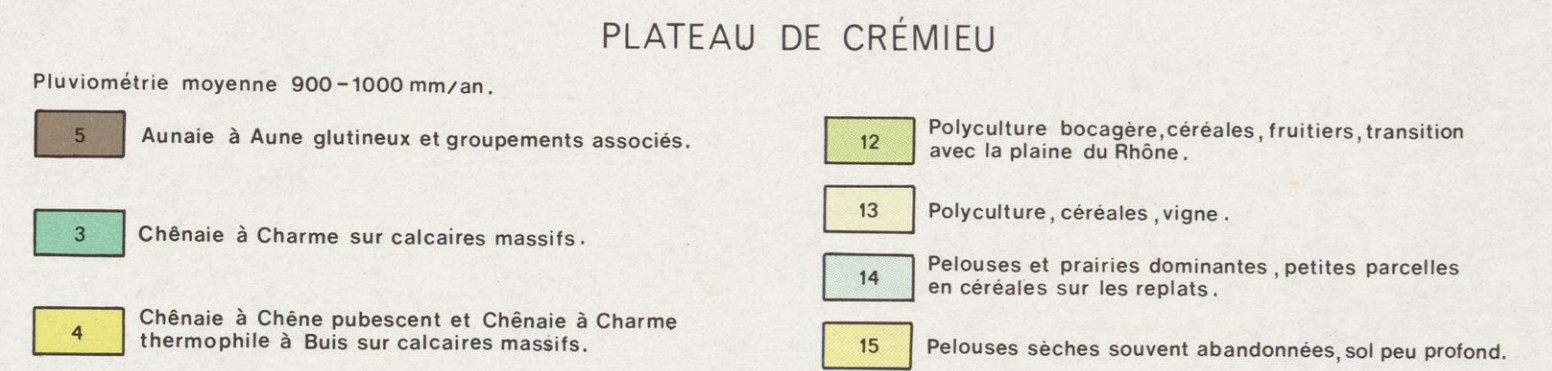 PLATEAU DE CRÉMIEU
Pluviométrie moyenne 900-1000 mm/an.
5 Aunaie à Aune glutineux et groupements associés.
3 Chênaie à Charme sur calcaires massifs.
4 Chênaie à Chêne pubescent et Chênaie à Charme
thermophile à Buis sur calcaires massifs.
12 Polyculture bocagère, céréales, fruitiers, transition
avec la plaine du Rhône.
13 Polyculture, céréales, vigne.
14 Pelouses et prairies dominantes, petites parcelles
en céréales sur les replats.
15 Pelouses sèches souvent abandonnées, sol peu profond.